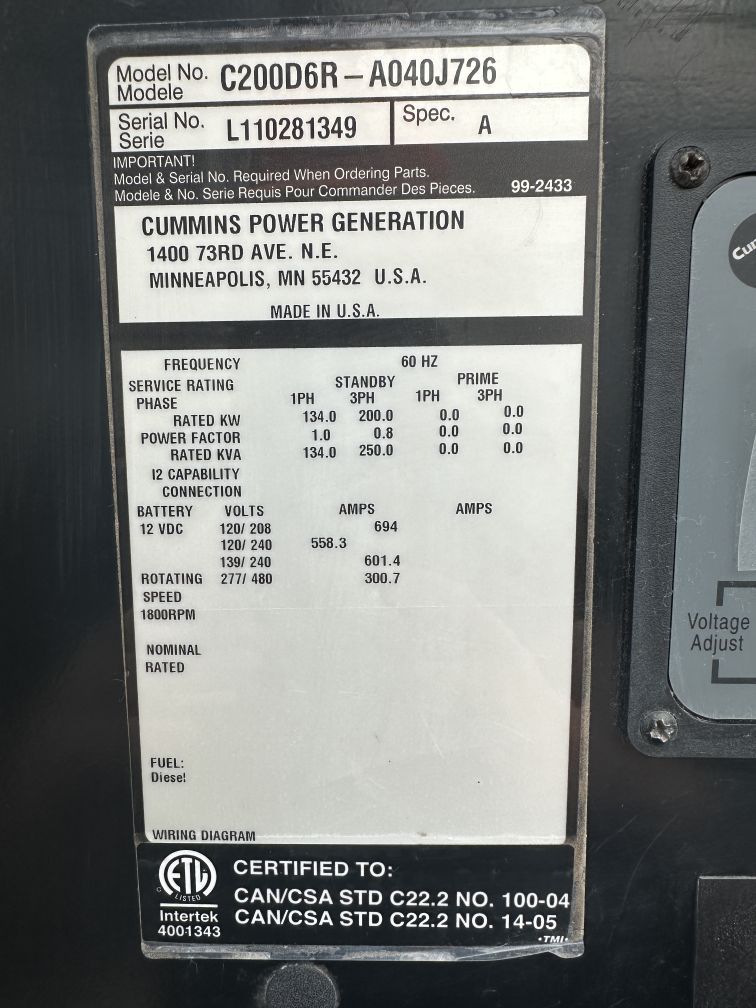 Model No. C200D6R – A040J726
Modele
Serial No. L110281349 Spec. A
Serie
IMPORTANT!
Model & Serial No. Required When Ordering Parts.
Modele & No. Serie Requis Pour Commander Des Pieces. 99-2433
CUMMINS POWER GENERATION
1400 73RD AVE. N.E.
MINNEAPOLIS, MN 55432 U.S.A.
MADE IN U.S.A.
FREQUENCY 60 HZ
SERVICE RATING STANDBY PRIME
PHASE 1PH 3PH 1PH 3PH
RATED KW 134.0 200.0 0.0 0.0
POWER FACTOR 1.0 0.8 0.0 0.0
RATED KVA 134.0 250.0 0.0 0.0
I2 CAPABILITY
CONNECTION
BATTERY VOLTS AMPS AMPS
12 VDC 120/ 208 694
120/ 240 558.3
139/ 240 601.4
ROTATING 277/ 480 300.7
SPEED
1800RPM
NOMINAL
RATED
FUEL:
Diesel
WIRING DIAGRAM
ETL
C LISTED
Intertek
4001343
CERTIFIED TO:
CAN/CSA STD C22.2 NO. 100-04
CAN/CSA STD C22.2 NO. 14-05
•TMI•
Voltage
Adjust